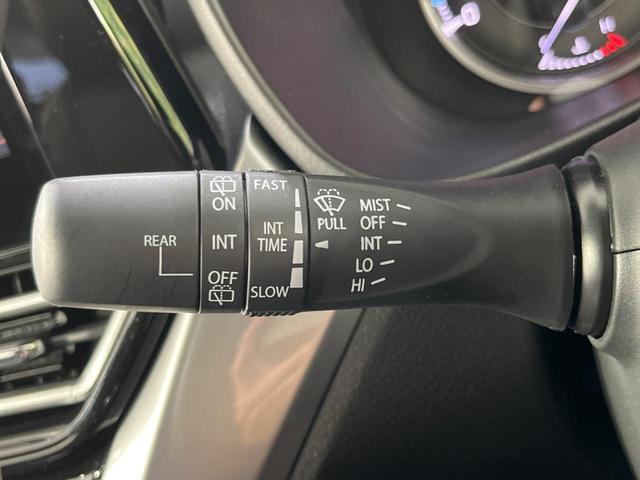 REAR
ON
INT
OFF
FAST
INT
TIME
SLOW
PULL
MIST
OFF
INT
LO
HI